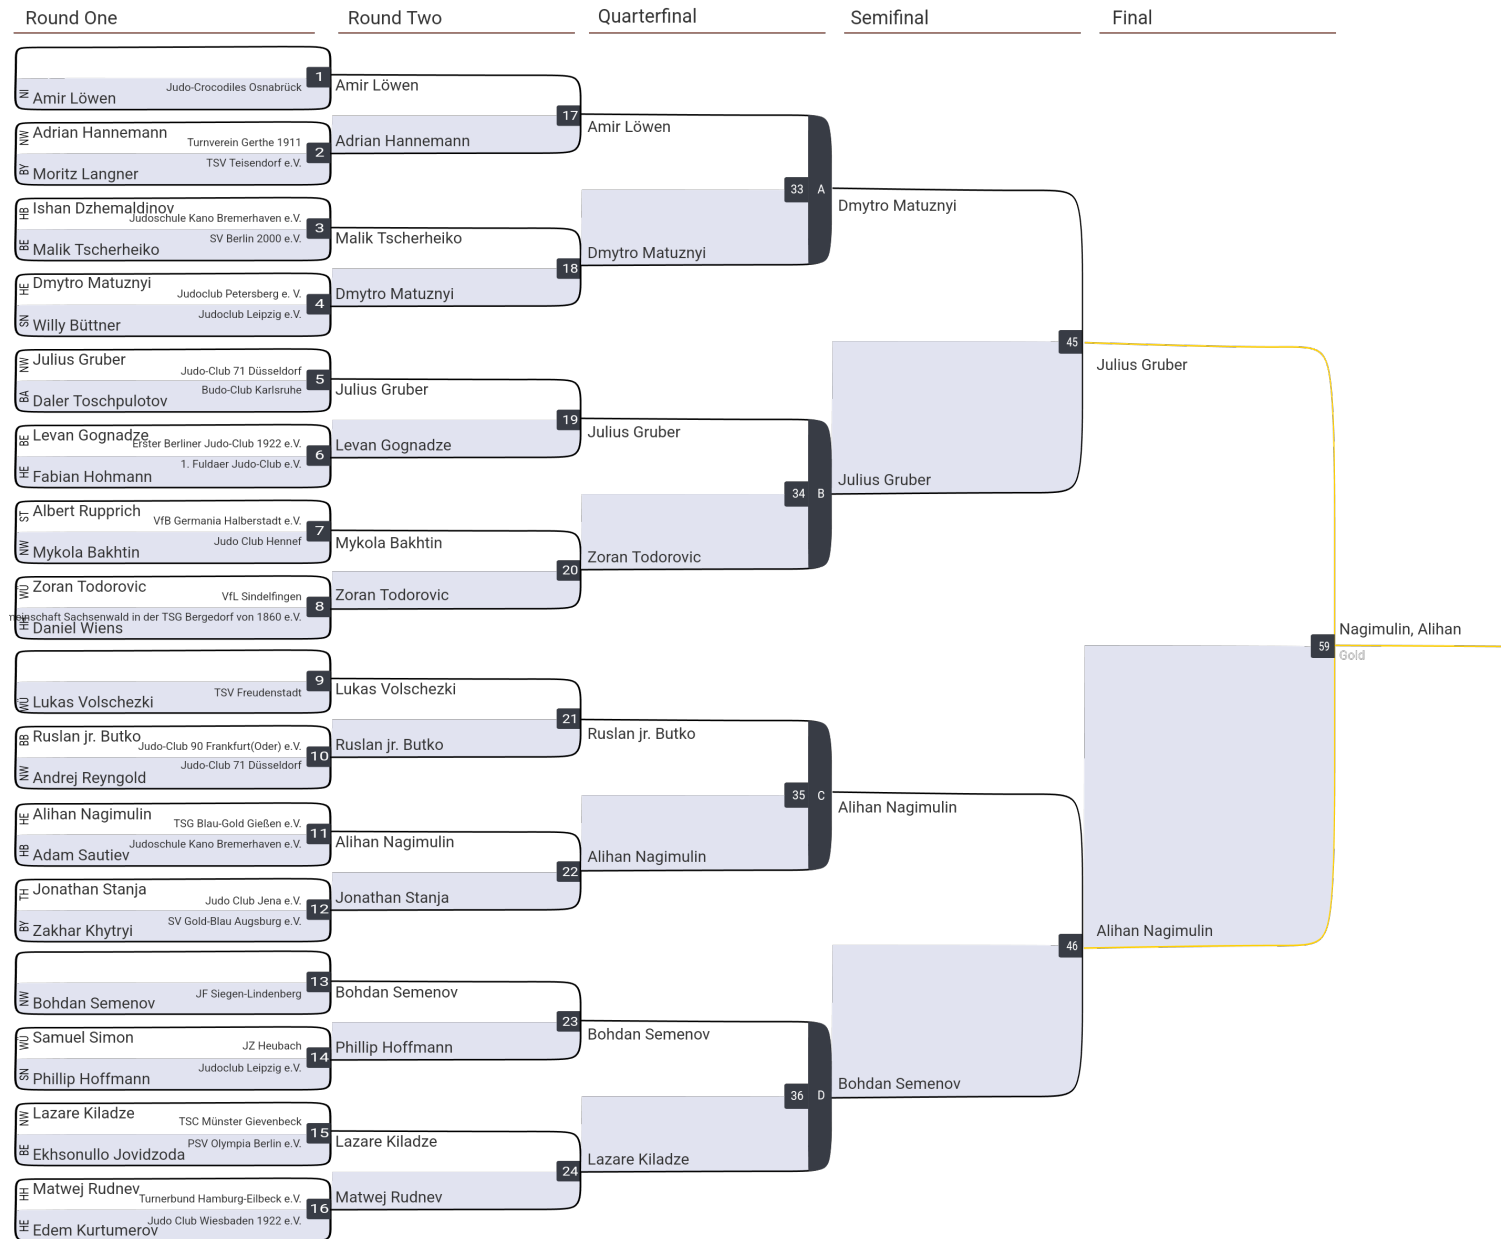 Round One
Round Two
Quarterfinal
Semifinal
Final
NI
Amir Löwen
Judo-Crocodiles Osnabrück
1
NW
Adrian Hannemann
Turnverein Gerthe 1911
2
BY
Moritz Langner
TSV Teisendorf e.V.
HB
Ishan Dzhemaldinov
Judoschule Kano Bremerhaven e.V.
3
BE
Malik Tscherheiko
SV Berlin 2000 e.V.
HE
Dmytro Matuznyi
Judoclub Petersberg e. V.
4
SN
Willy Büttner
Judoclub Leipzig e.V.
NW
Julius Gruber
Judo-Club 71 Düsseldorf
5
BA
Daler Toschpulotov
Budo-Club Karlsruhe
BE
Levan Gognadze
Erster Berliner Judo-Club 1922 e.V.
6
HE
Fabian Hohmann
1. Fuldaer Judo-Club e.V.
ST
Albert Rupprich
VfB Germania Halberstadt e.V.
7
NW
Mykola Bakhtin
Judo Club Hennef
WÜ
Zoran Todorovic
VfL Sindelfingen
8
HH
Daniel Wiens
meinschaft Sachsenwald in der TSG Bergedorf von 1860 e.V.
WÜ
Lukas Volschezki
TSV Freudenstadt
9
BB
Ruslan jr. Butko
Judo-Club 90 Frankfurt(Oder) e.V.
10
NW
Andrej Reyngold
Judo-Club 71 Düsseldorf
HE
Alihan Nagimulin
TSG Blau-Gold Gießen e.V.
11
HB
Adam Sautiev
Judoschule Kano Bremerhaven e.V.
TH
Jonathan Stanja
Judo Club Jena e.V.
12
BY
Zakhar Khytryi
SV Gold-Blau Augsburg e.V.
NW
Bohdan Semenov
JF Siegen-Lindenberg
13
WÜ
Samuel Simon
JZ Heubach
14
SN
Phillip Hoffmann
Judoclub Leipzig e.V.
NW
Lazare Kiladze
TSC Münster Gievenbeck
15
BE
Ekhsonullo Jovidzoda
PSV Olympia Berlin e.V.
HH
Matwej Rudnev
Turnerbund Hamburg-Eilbeck e.V.
16
HE
Edem Kurtumerov
Judo Club Wiesbaden 1922 e.V.
Amir Löwen
17
Adrian Hannemann
Malik Tscherheiko
18
Dmytro Matuznyi
Julius Gruber
19
Levan Gognadze
Mykola Bakhtin
20
Zoran Todorovic
Lukas Volschezki
21
Ruslan jr. Butko
Alihan Nagimulin
22
Jonathan Stanja
Bohdan Semenov
23
Phillip Hoffmann
Lazare Kiladze
24
Matwej Rudnev
Amir Löwen
33 A
Dmytro Matuznyi
Julius Gruber
34 B
Zoran Todorovic
Ruslan jr. Butko
35 C
Alihan Nagimulin
Bohdan Semenov
36 D
Lazare Kiladze
Dmytro Matuznyi
45
Julius Gruber
Alihan Nagimulin
46
Bohdan Semenov
Julius Gruber
59
Alihan Nagimulin
Nagimulin, Alihan
Gold